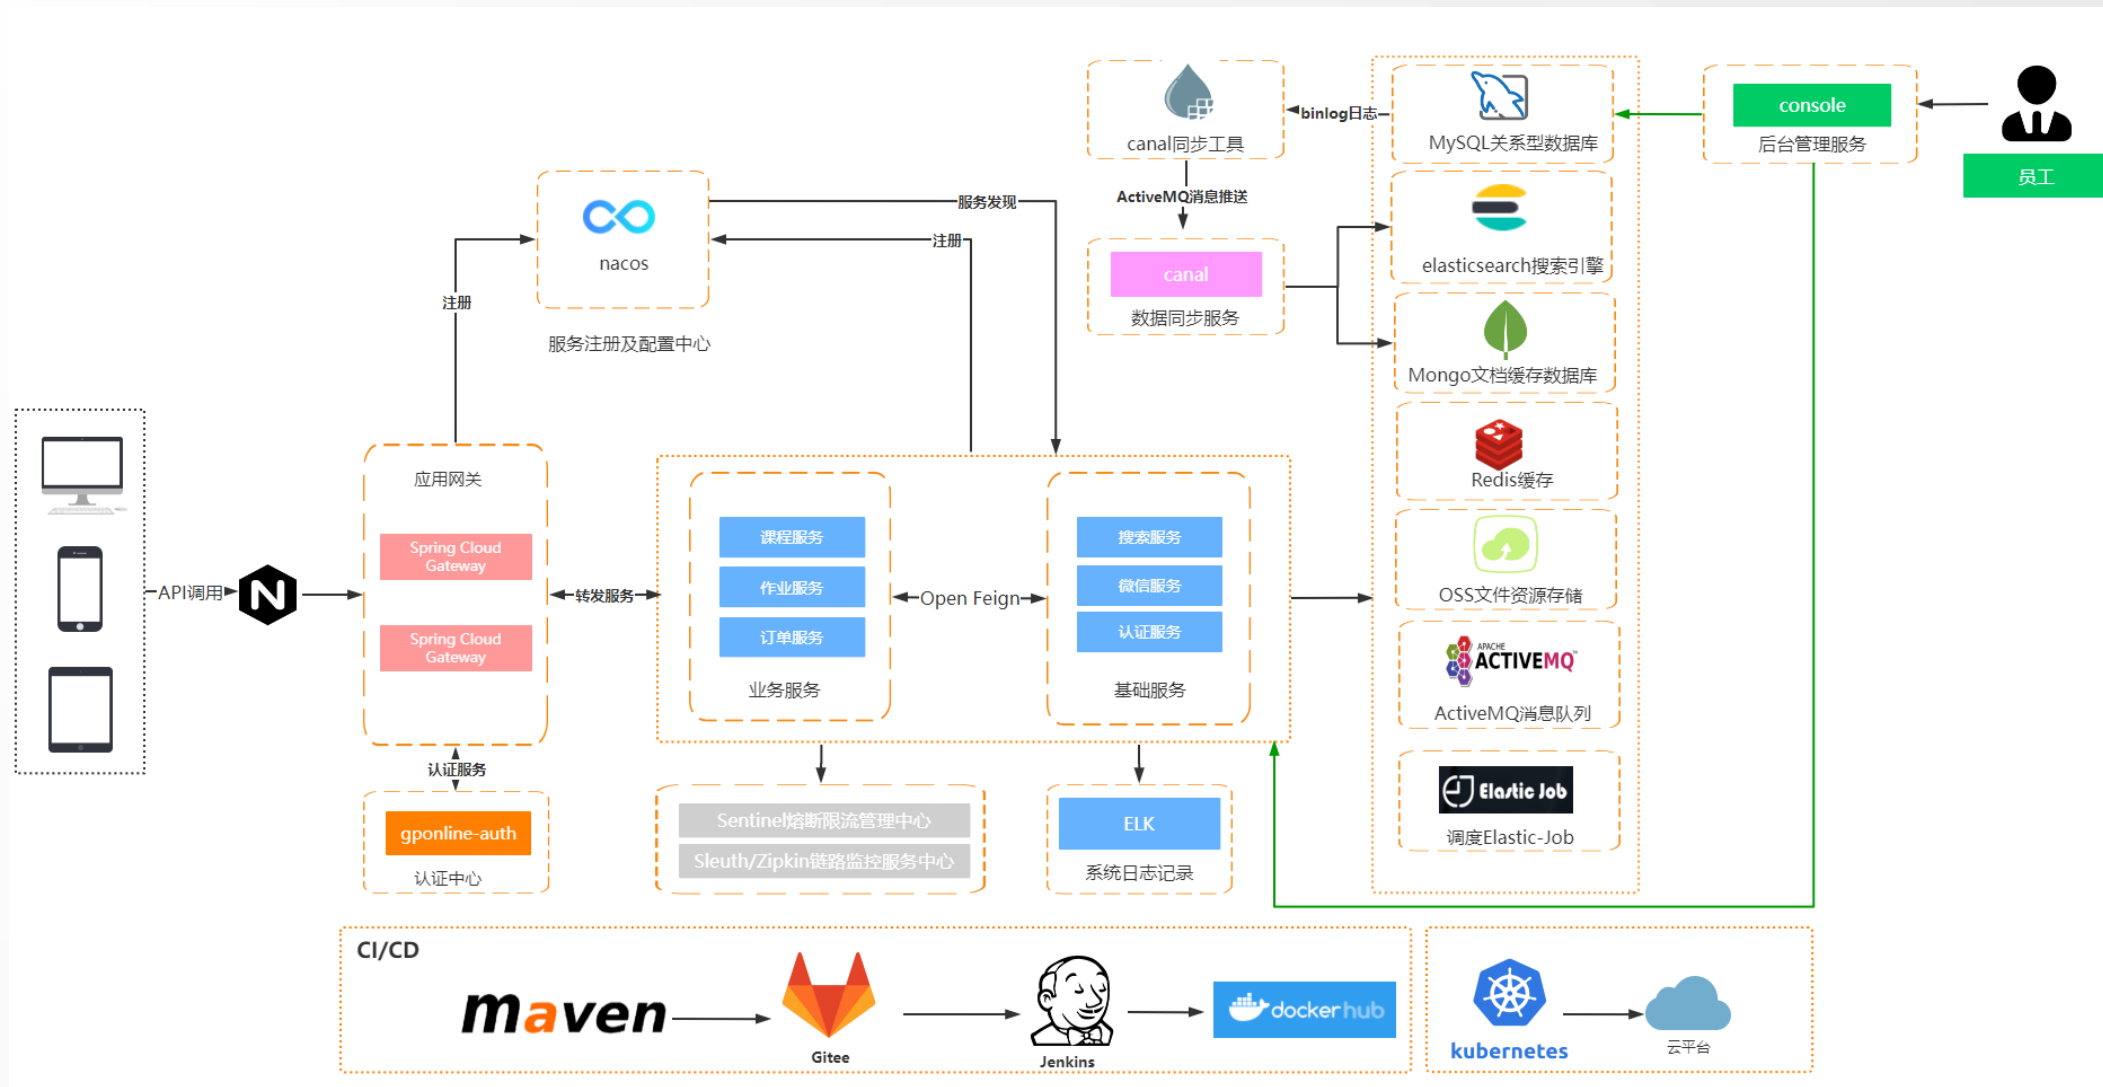 console
后台管理服务
员工
canal同步工具
binlog日志
MySQL关系型数据库
ActiveMQ消息推送
canal
数据同步服务
elasticsearch搜索引擎
Mongo文档缓存数据库
Redis缓存
OSS文件资源存储
APACHE
ACTIVEMQ™
ActiveMQ消息队列
Elastic Job
调度Elastic-Job
nacos
服务注册及配置中心
服务发现
注册
注册
API调用
N
应用网关
Spring Cloud
Gateway
Spring Cloud
Gateway
转发服务
认证服务
gponline-auth
认证中心
课程服务
作业服务
订单服务
业务服务
Open Feign
搜索服务
微信服务
认证服务
基础服务
Sentinel熔断限流管理中心
Sleuth/Zipkin链路监控服务中心
ELK
系统日志记录
CI/CD
maven
Gitee
Jenkins
dockerhub
kubernetes
云平台